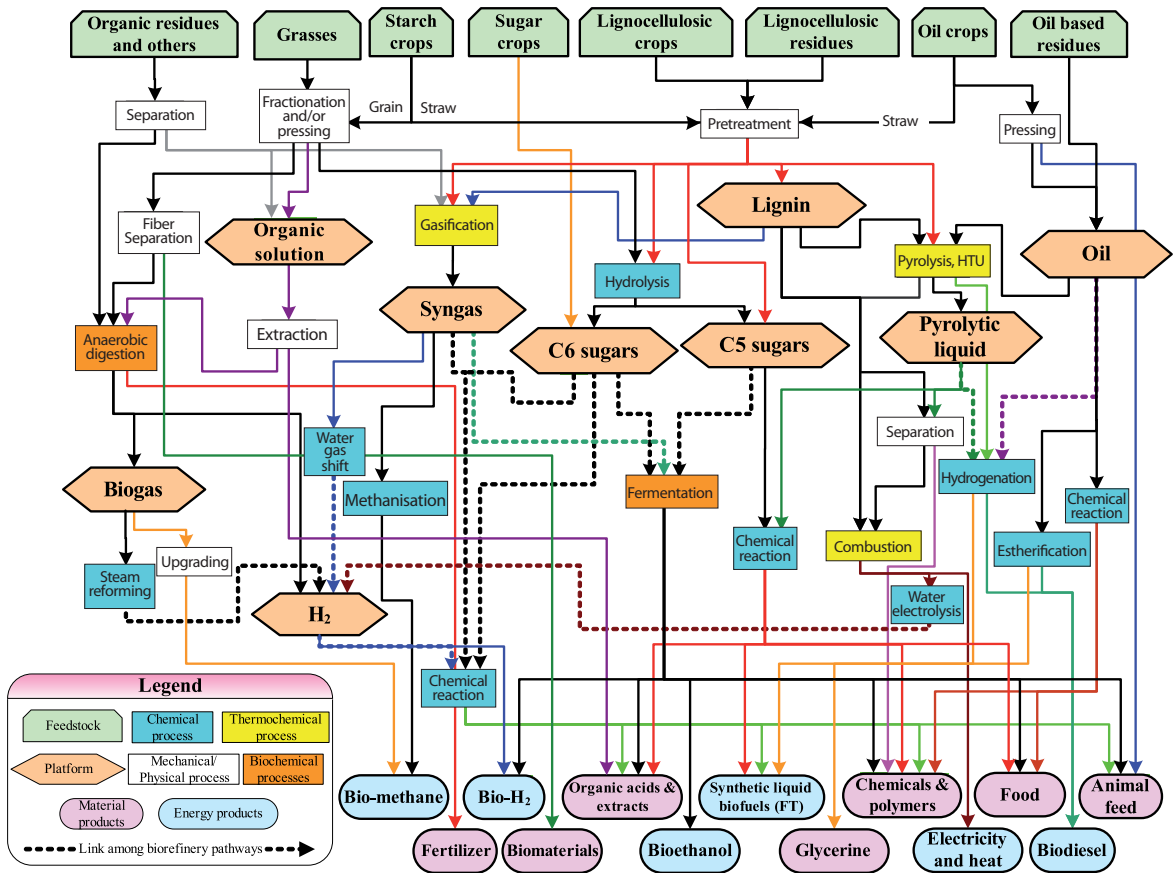 Organic residues
and others
Grasses
Starch
crops
Sugar
crops
Lignocellulosic
crops
Lignocellulosic
residues
Oil crops
Oil based
residues
Separation
Fractionation
and/or
pressing
Grain
Straw
Pretreatment
Straw
Pressing
Fiber
Separation
Organic
solution
Gasification
Lignin
Pyrolysis, HTU
Oil
Hydrolysis
Anaerobic
digestion
Extraction
Syngas
C6 sugars
C5 sugars
Pyrolytic
liquid
Water
gas
shift
Separation
Biogas
Methanisation
Fermentation
Hydrogenation
Chemical
reaction
Chemical
reaction
Combustion
Estherification
Steam
reforming
Upgrading
H2
Water
electrolysis
Chemical
reaction
Legend
Feedstock
Chemical
process
Thermochemical
process
Platform
Mechanical/
Physical process
Biochemical
processes
Material
products
Energy products
Link among biorefinery pathways
Bio-methane
Bio-H2
Organic acids &
extracts
Synthetic liquid
biofuels (FT)
Chemicals &
polymers
Food
Animal
feed
Fertilizer
Biomaterials
Bioethanol
Glycerine
Electricity
and heat
Biodiesel